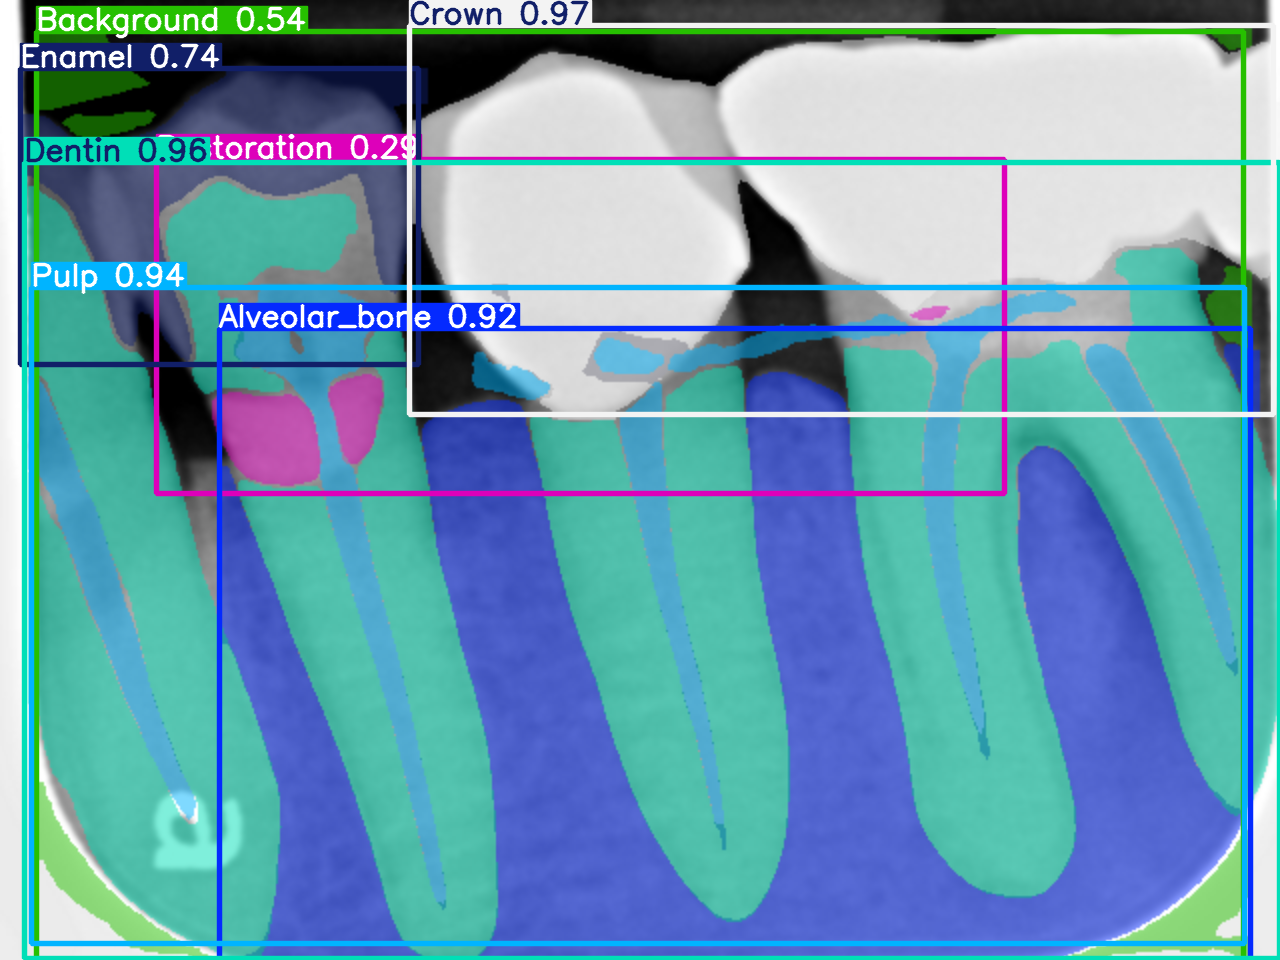 Crown 0.97
Background 0.54
Enamel 0.74
Dentin 0.96
storation 0.29
Pulp 0.94
Alveolar_bone 0.92